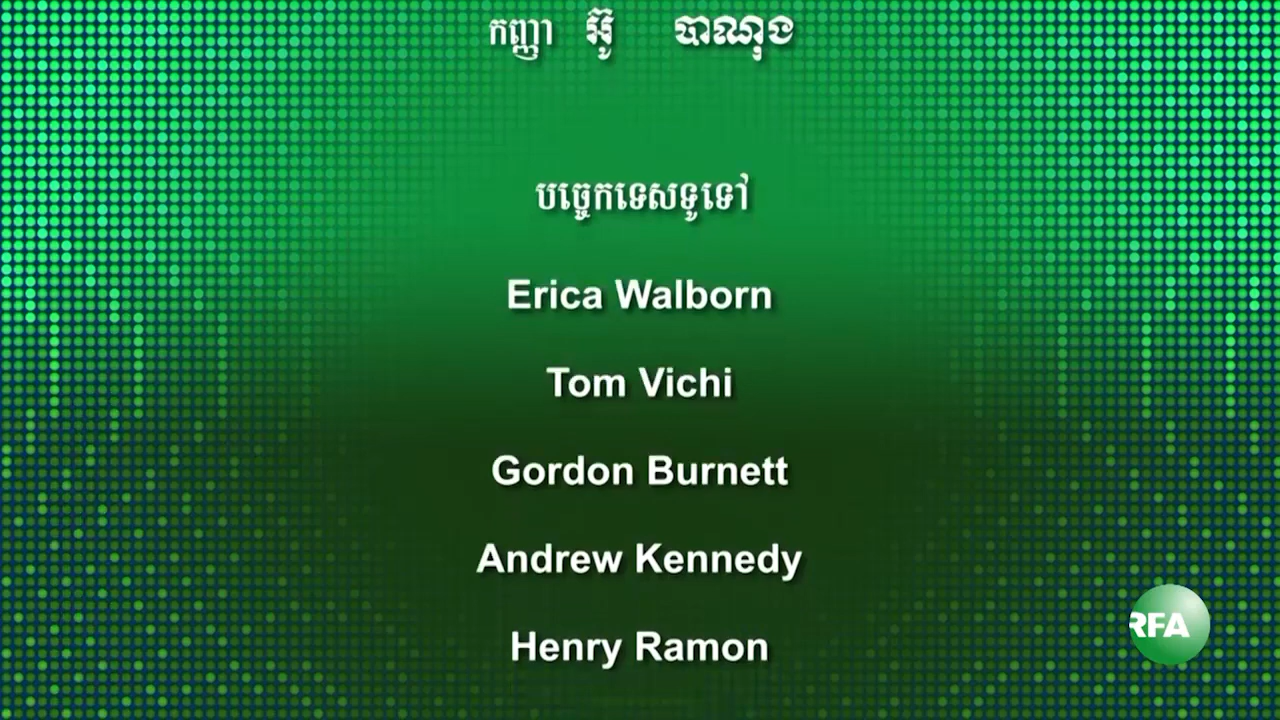 កញ្ញា អ៊ូ បាណុង
បច្ចេកទេសទូទៅ
Erica Walborn
Tom Vichi
Gordon Burnett
Andrew Kennedy
Henry Ramon
RFA